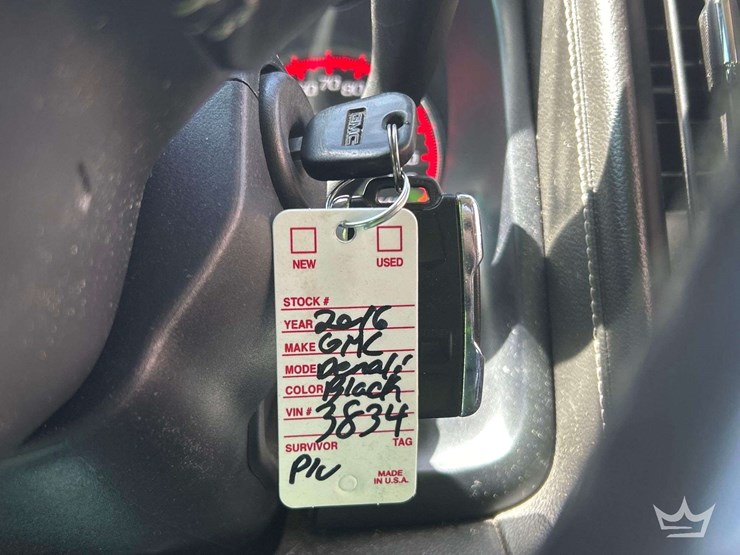 70 80
GMC
NEW USED
STOCK #
YEAR 2016
MAKE GMC
MODEL Denali
COLOR Black
VIN # 3834
SURVIVOR TAG
P/U
MADE
IN U.S.A.